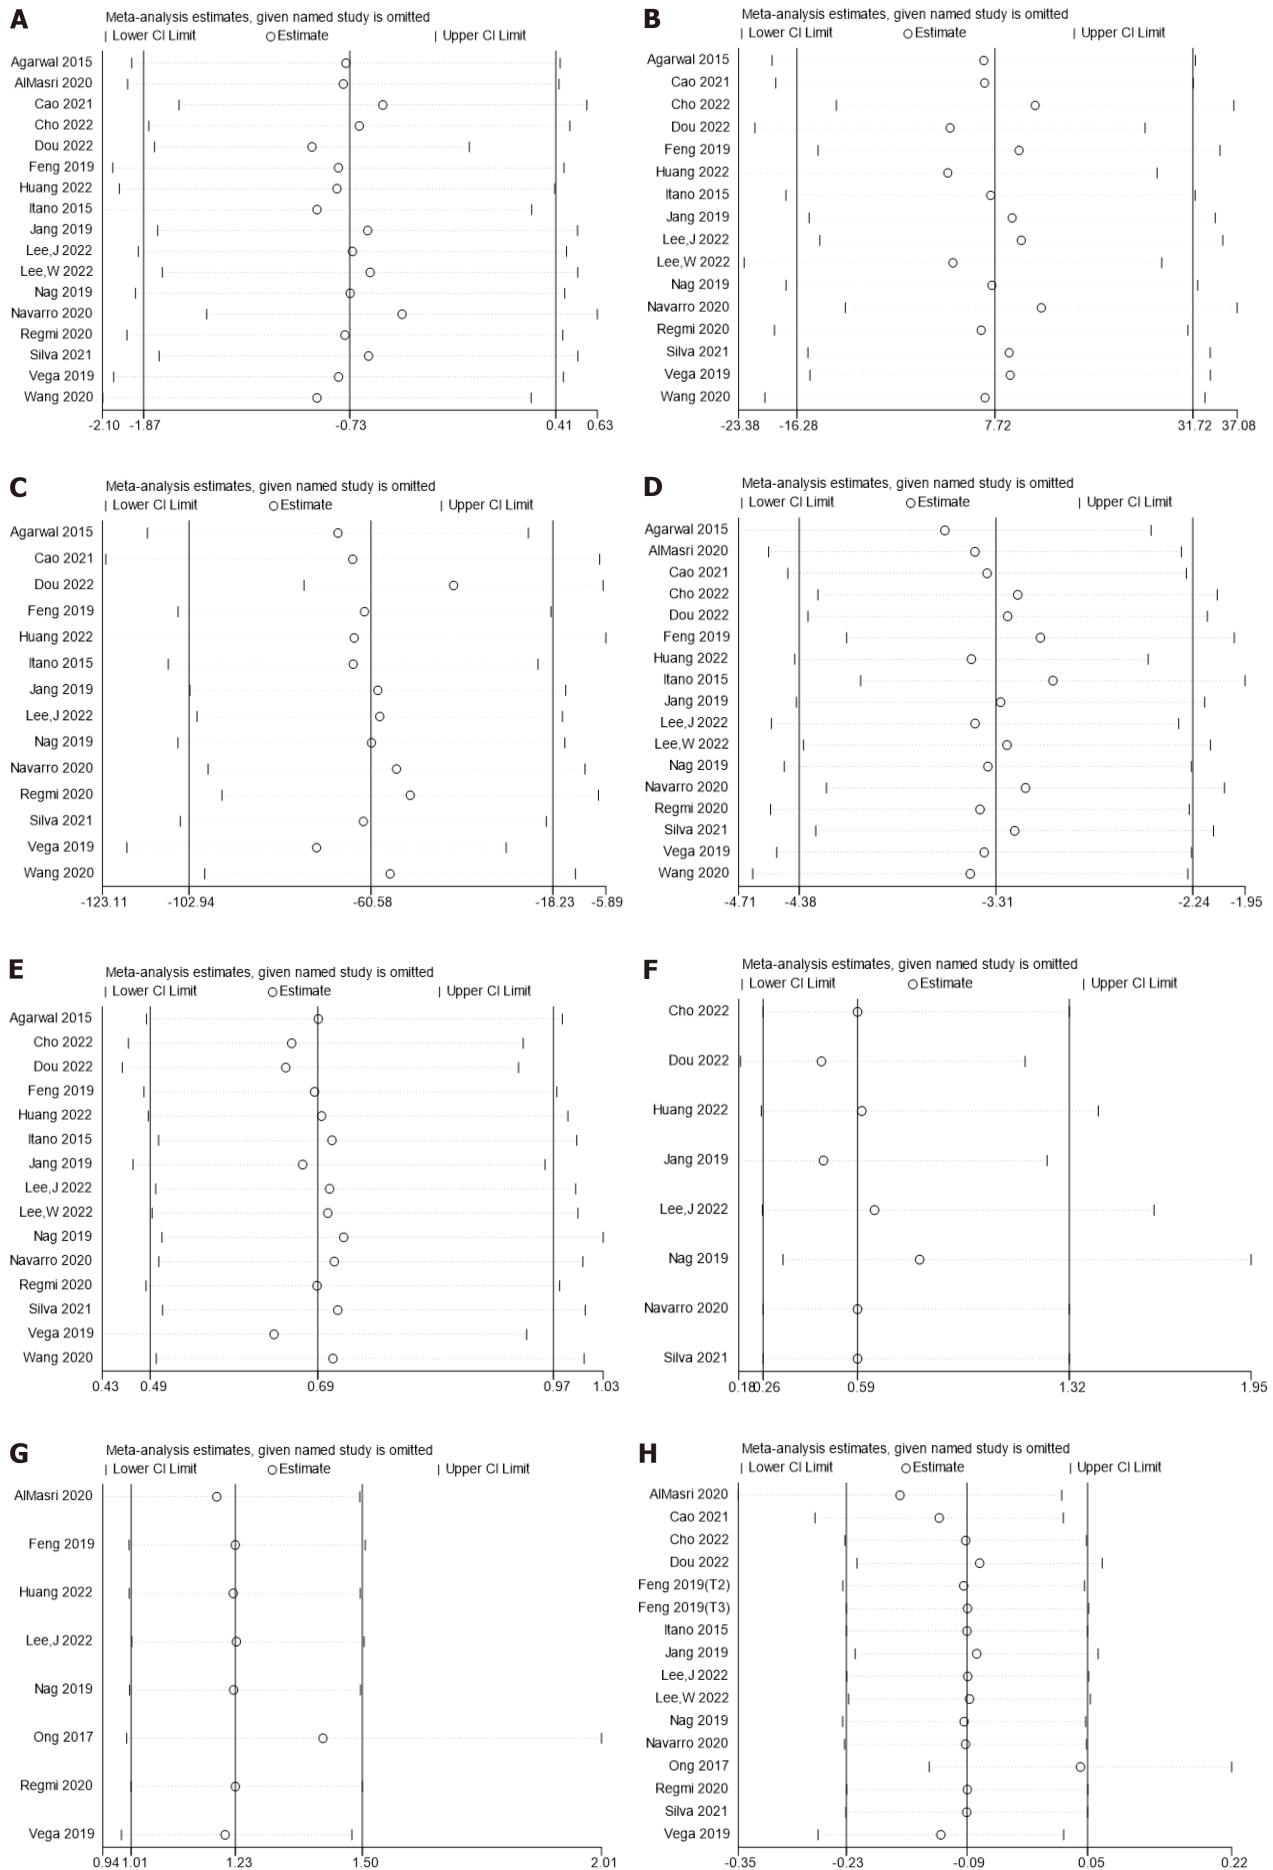 A
Meta-analysis estimates, given named study is omitted
Lower CI Limit Estimate Upper CI Limit
Agarwal 2015
AlMasri 2020
Cao 2021
Cho 2022
Dou 2022
Feng 2019
Huang 2022
Itano 2015
Jang 2019
Lee,J 2022
Lee,W 2022
Nag 2019
Navarro 2020
Regmi 2020
Silva 2021
Vega 2019
Wang 2020
-2.10 -1.87 -0.73 0.41 0.63
B
Meta-analysis estimates, given named study is omitted
Lower CI Limit Estimate Upper CI Limit
Agarwal 2015
Cao 2021
Cho 2022
Dou 2022
Feng 2019
Huang 2022
Itano 2015
Jang 2019
Lee,J 2022
Lee,W 2022
Nag 2019
Navarro 2020
Regmi 2020
Silva 2021
Vega 2019
Wang 2020
-23.38 -16.28 7.72 31.72 37.08
C
Meta-analysis estimates, given named study is omitted
Lower CI Limit Estimate Upper CI Limit
Agarwal 2015
Cao 2021
Dou 2022
Feng 2019
Huang 2022
Itano 2015
Jang 2019
Lee,J 2022
Nag 2019
Navarro 2020
Regmi 2020
Silva 2021
Vega 2019
Wang 2020
-123.11 -102.94 -60.58 -18.23 -5.89
D
Meta-analysis estimates, given named study is omitted
Lower CI Limit Estimate Upper CI Limit
Agarwal 2015
AlMasri 2020
Cao 2021
Cho 2022
Dou 2022
Feng 2019
Huang 2022
Itano 2015
Jang 2019
Lee,J 2022
Lee,W 2022
Nag 2019
Navarro 2020
Regmi 2020
Silva 2021
Vega 2019
Wang 2020
-4.71 -4.38 -3.31 -2.24 -1.95
E
Meta-analysis estimates, given named study is omitted
Lower CI Limit Estimate Upper CI Limit
Agarwal 2015
Cho 2022
Dou 2022
Feng 2019
Huang 2022
Itano 2015
Jang 2019
Lee,J 2022
Lee,W 2022
Nag 2019
Navarro 2020
Regmi 2020
Silva 2021
Vega 2019
Wang 2020
0.43 0.49 0.69 0.97 1.03
F
Meta-analysis estimates, given named study is omitted
Lower CI Limit Estimate Upper CI Limit
Cho 2022
Dou 2022
Huang 2022
Jang 2019
Lee,J 2022
Nag 2019
Navarro 2020
Silva 2021
0.18 0.26 0.59 1.32 1.95
G
Meta-analysis estimates, given named study is omitted
Lower CI Limit Estimate Upper CI Limit
AlMasri 2020
Feng 2019
Huang 2022
Lee,J 2022
Nag 2019
Ong 2017
Regmi 2020
Vega 2019
0.94 1.01 1.23 1.50 2.01
H
Meta-analysis estimates, given named study is omitted
Lower CI Limit Estimate Upper CI Limit
AlMasri 2020
Cao 2021
Cho 2022
Dou 2022
Feng 2019(T2)
Feng 2019(T3)
Itano 2015
Jang 2019
Lee,J 2022
Lee,W 2022
Nag 2019
Navarro 2020
Ong 2017
Regmi 2020
Silva 2021
Vega 2019
-0.35 -0.23 -0.09 0.05 0.22